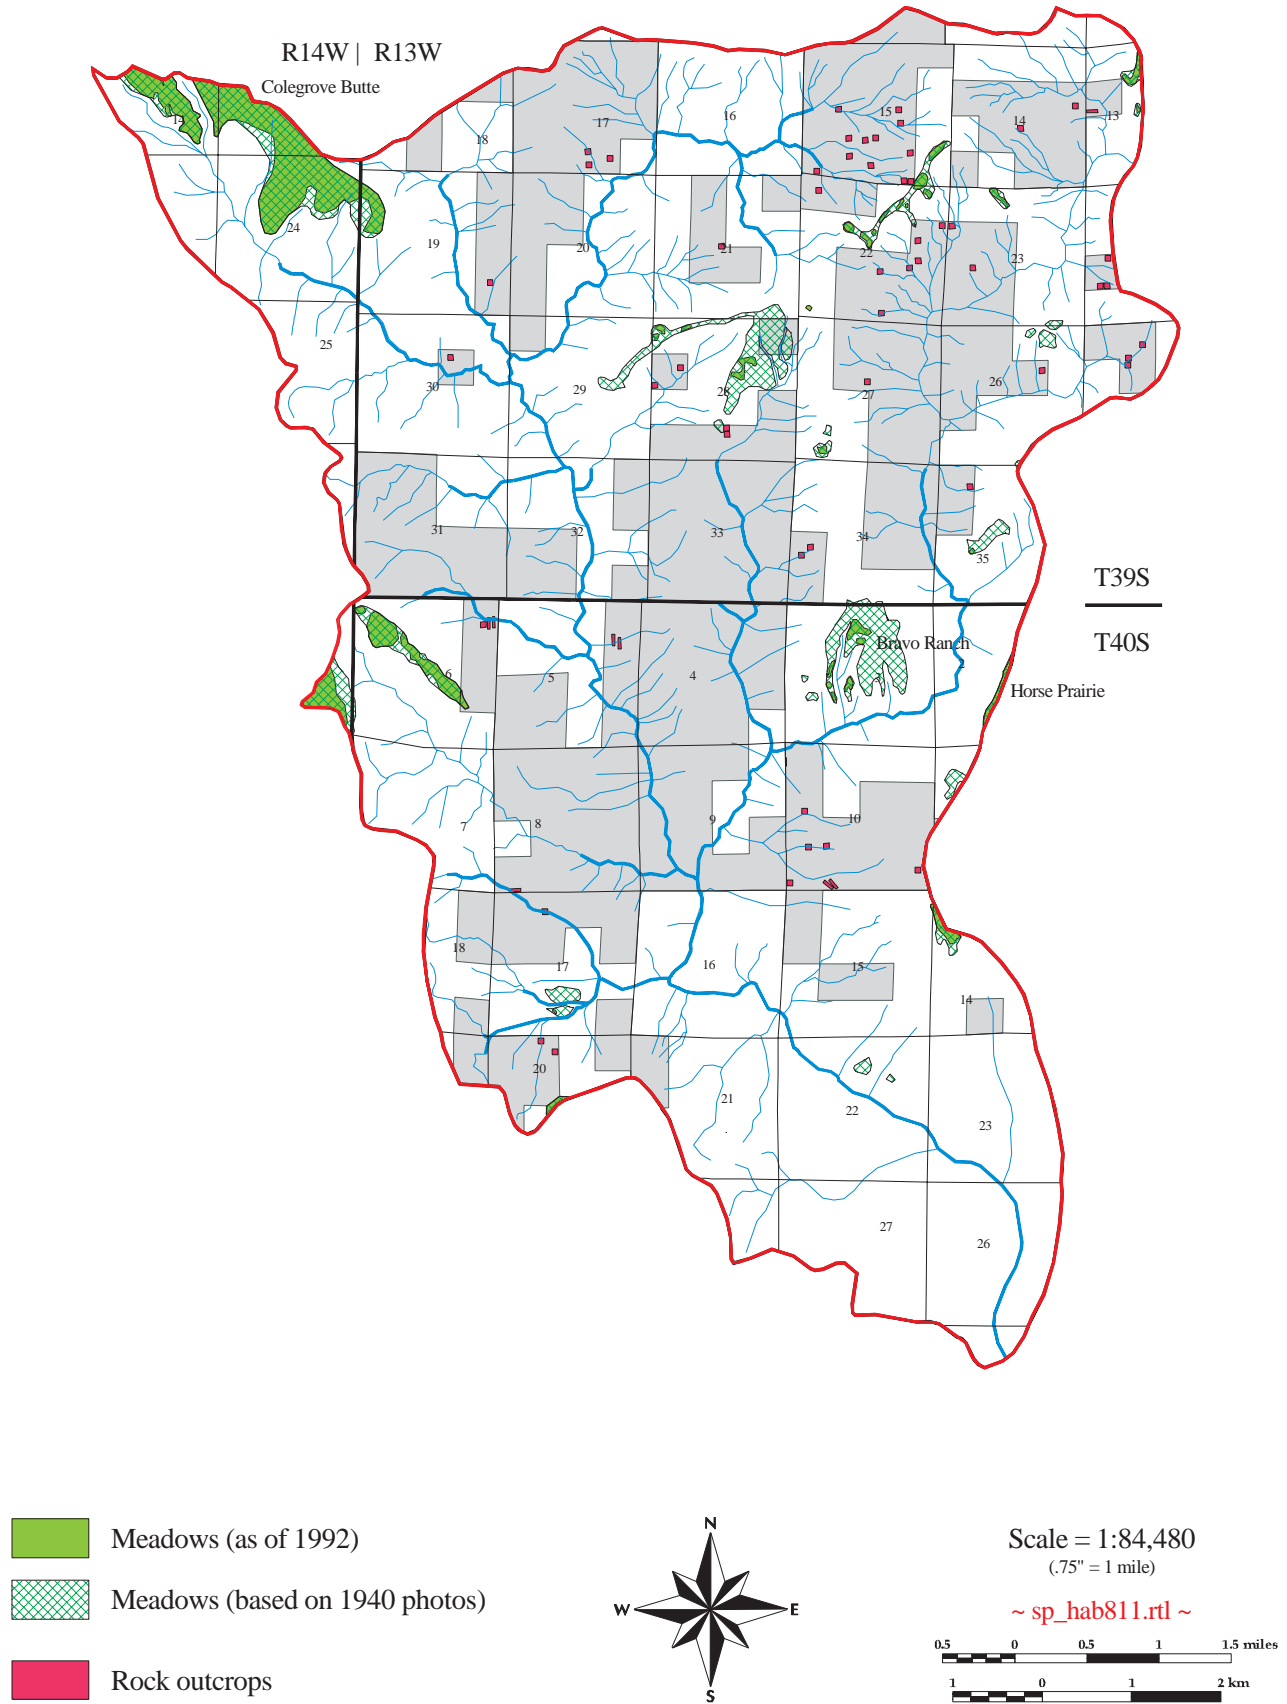 R14W | R13W
Colegrove Butte
14
18
17
16
15
14
13
24
19
20
21
22
23
25
30
29
28
27
26
31
32
33
34
35
T39S
T40S
Bravo Ranch
6
5
4
3
2
Horse Prairie
7
8
9
10
18
17
16
15
14
20
21
22
23
27
26
Meadows (as of 1992)
Meadows (based on 1940 photos)
Rock outcrops
N
W
E
S
Scale = 1:84,480
(.75" = 1 mile)
~ sp_hab811.rtl ~
0.5 0 0.5 1 1.5 miles
1 0 1 2 km